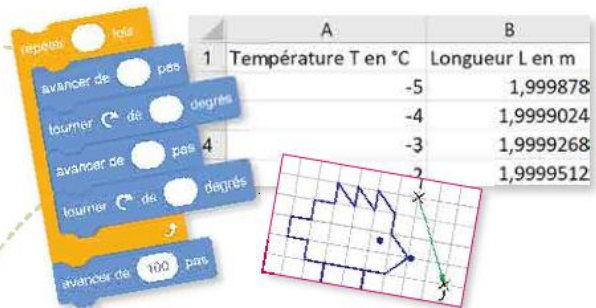 répéter fois
avancer de pas
tourner de degrés
avancer de pas
tourner de degrés
avancer de 100 pas
A B
1 Température T en °C Longueur L en m
-5 1,999878
-4 1,9999024
4 -3 1,9999268
1,9999512